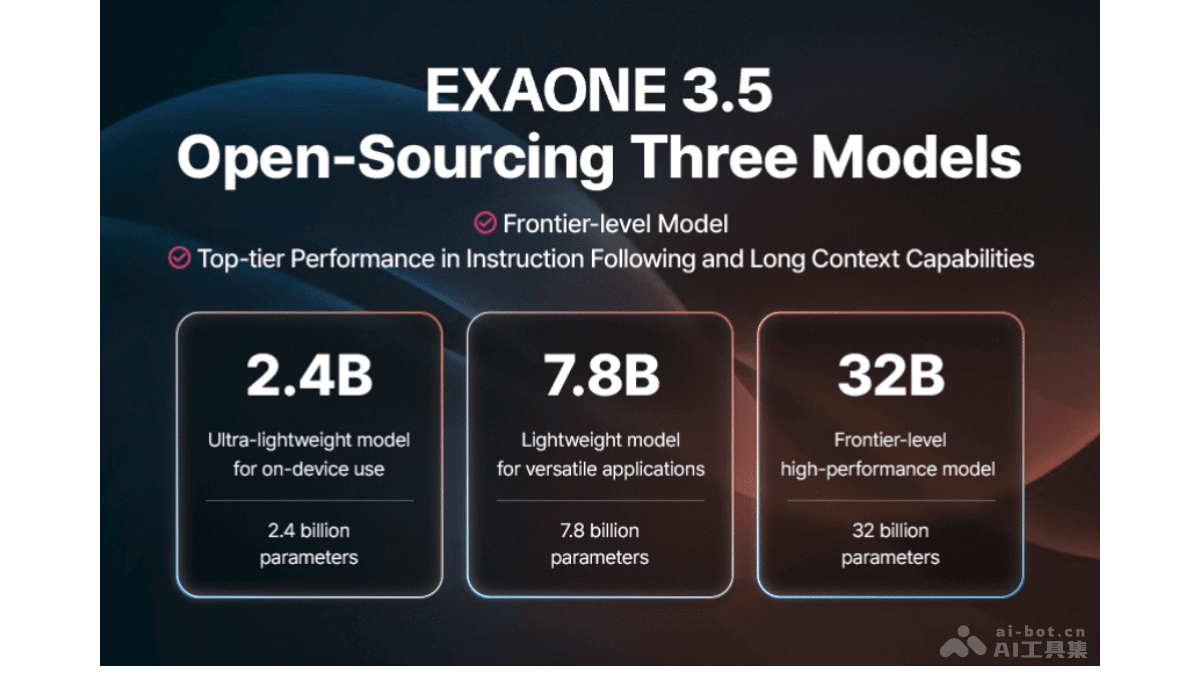 EXAONE 3.5
Open-Sourcing Three Models
Frontier-level Model
Top-tier Performance in Instruction Following and Long Context Capabilities
2.4B
Ultra-lightweight model
for on-device use
2.4 billion
parameters
7.8B
Lightweight model
for versatile applications
7.8 billion
parameters
32B
Frontier-level
high-performance model
32 billion
parameters
ai-bot.cn
AI工具集